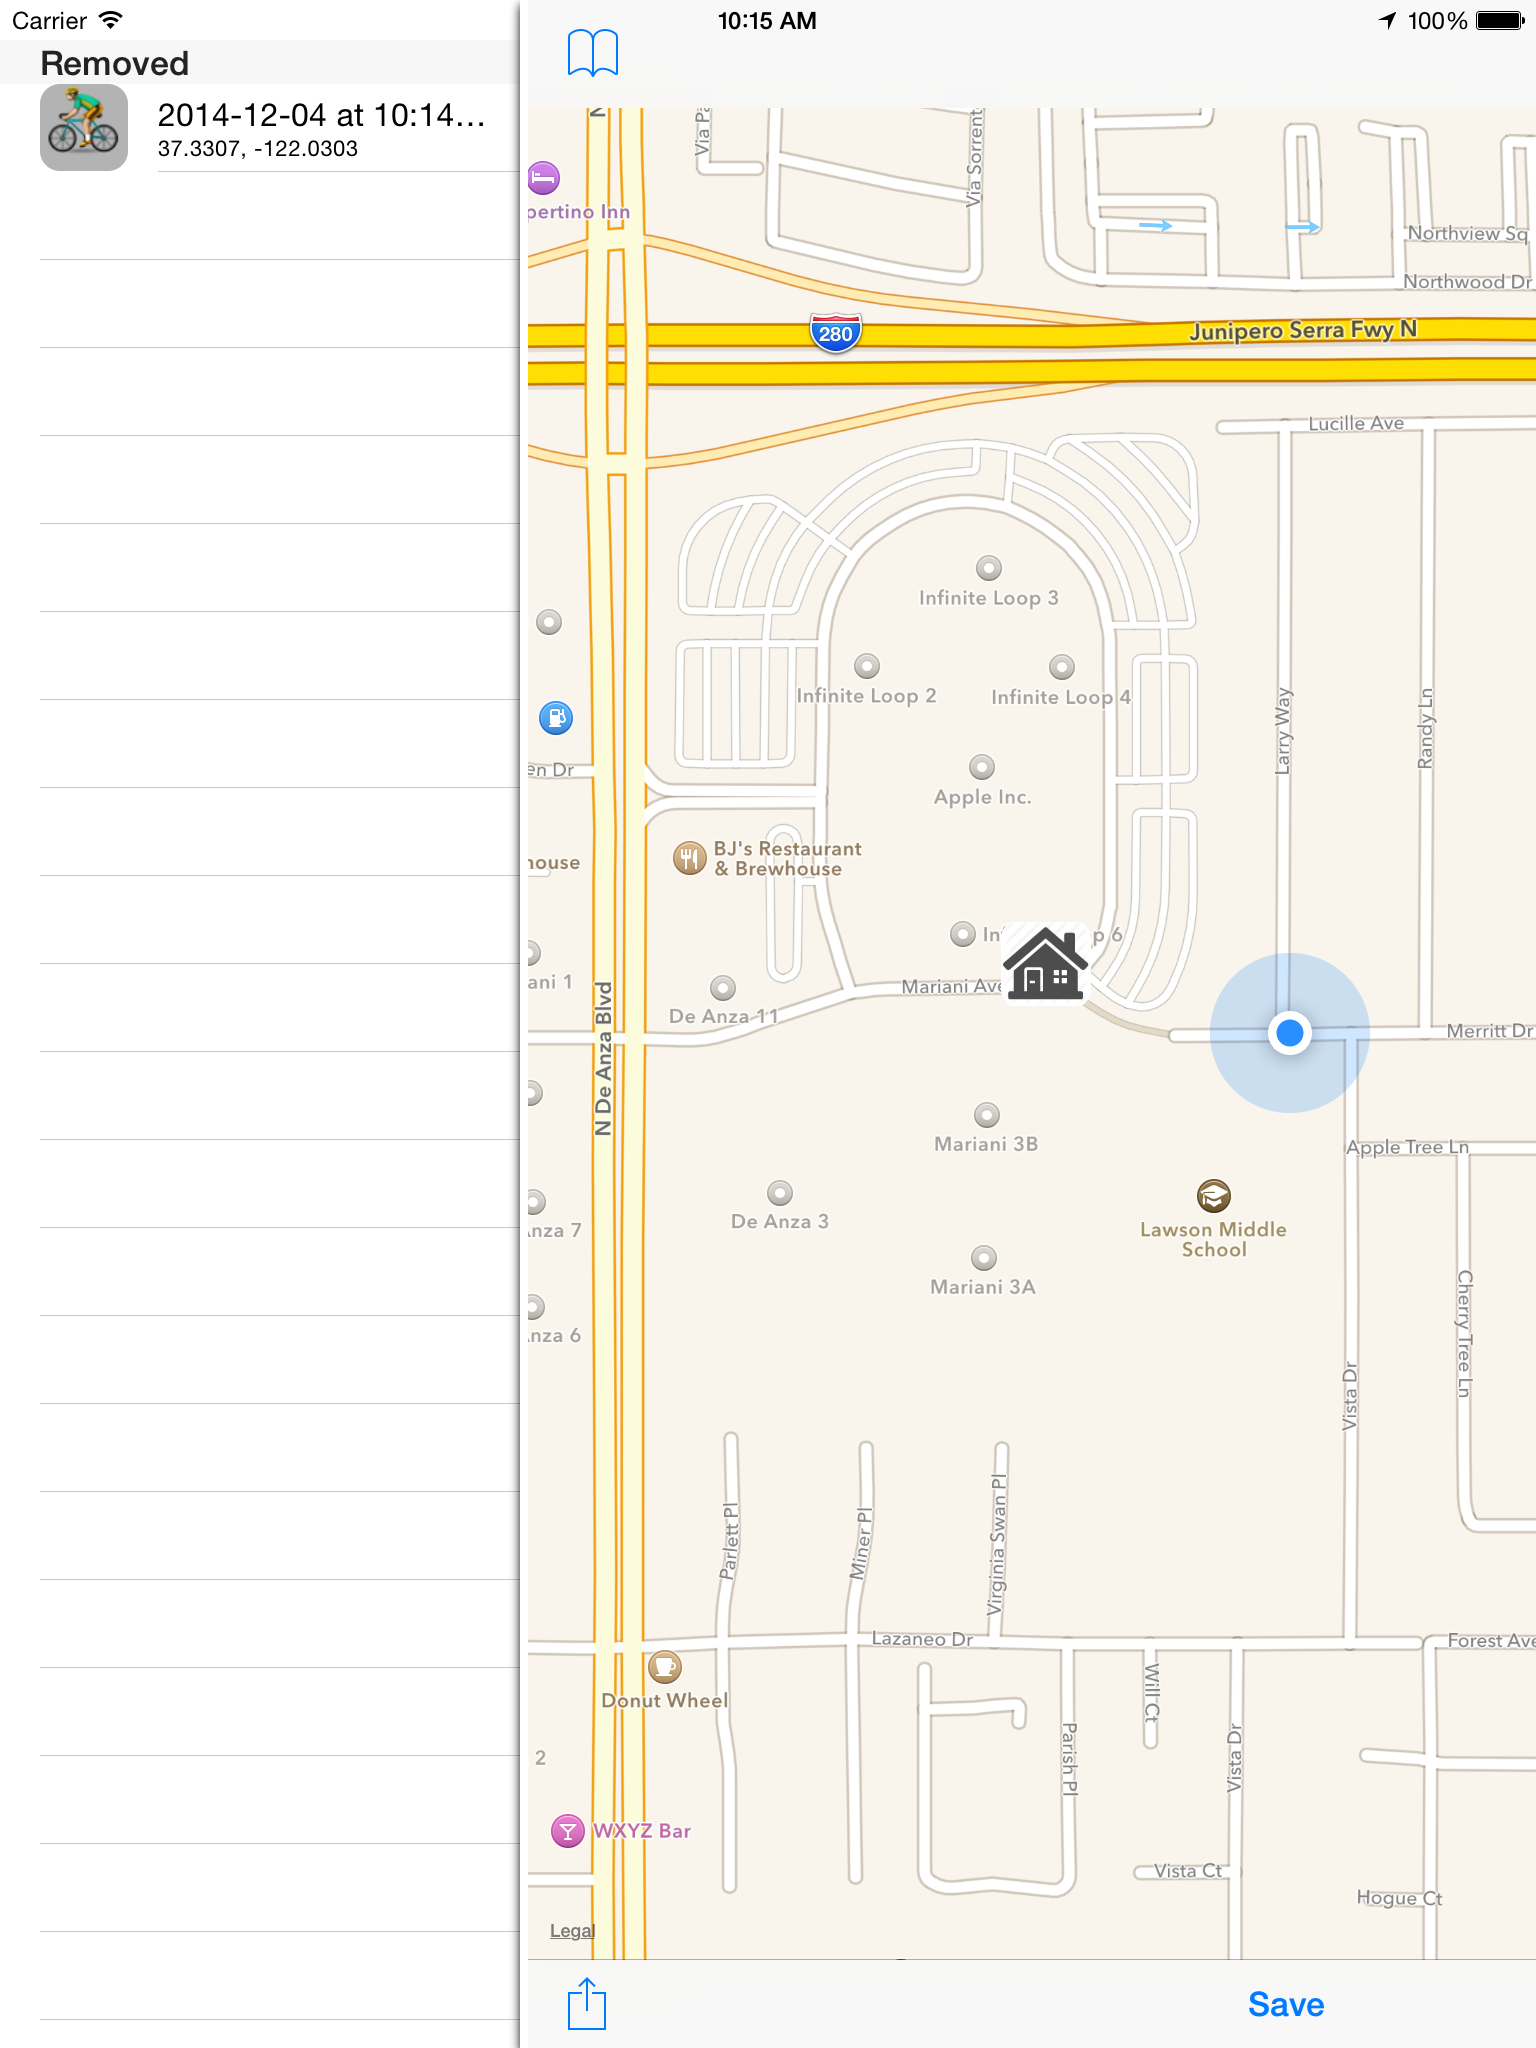 Carrier
10:15 AM
100%
Removed
2014-12-04 at 10:14…
37.3307, -122.0303
N
Via Sorrent
pertino Inn
Northview Sq
Northwood Dr
280
Junipero Serra Fwy N
Lucille Ave
Infinite Loop 3
Infinite Loop 2
Infinite Loop 4
Larry Way
Randy Ln
en Dr
Apple Inc.
BJ's Restaurant
& Brewhouse
house
p 6
ani 1
Mariani Ave
De Anza 11
N De Anza Blvd
Merritt Dr
Mariani 3B
Apple Tree Ln
De Anza 3
Lawson Middle
School
nza 7
Mariani 3A
nza 6
Cherry Tree Ln
Vista Dr
Parlett Pl
Miner Pl
Virginia Swan Pl
Lazaneo Dr
Forest Ave
Donut Wheel
Will Ct
2
Parish Pl
Vista Dr
WXYZ Bar
Vista Ct
Hogue Ct
Legal
Save